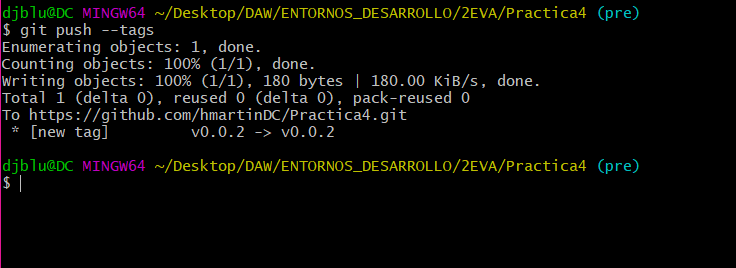 djblu@DC MINGW64 ~/Desktop/DAW/ENTORNOS_DESARROLLO/2EVA/Practica4 (pre)
$ git push --tags
Enumerating objects: 1, done.
Counting objects: 100% (1/1), done.
Writing objects: 100% (1/1), 180 bytes | 180.00 KiB/s, done.
Total 1 (delta 0), reused 0 (delta 0), pack-reused 0
To https://github.com/hmartinDC/Practica4.git
 * [new tag]         v0.0.2 -> v0.0.2
djblu@DC MINGW64 ~/Desktop/DAW/ENTORNOS_DESARROLLO/2EVA/Practica4 (pre)
$